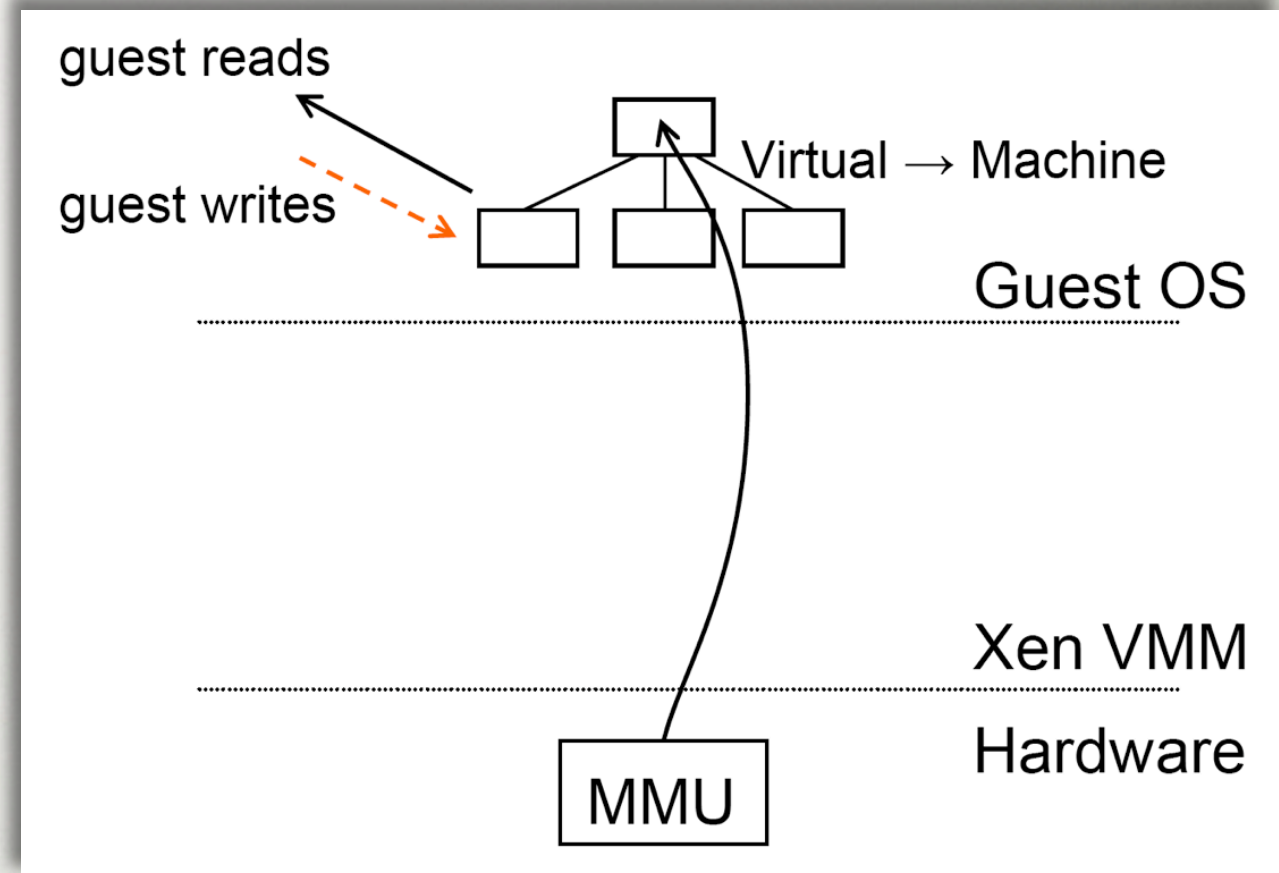 guest reads
Virtual → Machine
guest writes
Guest OS
Xen VMM
Hardware
MMU